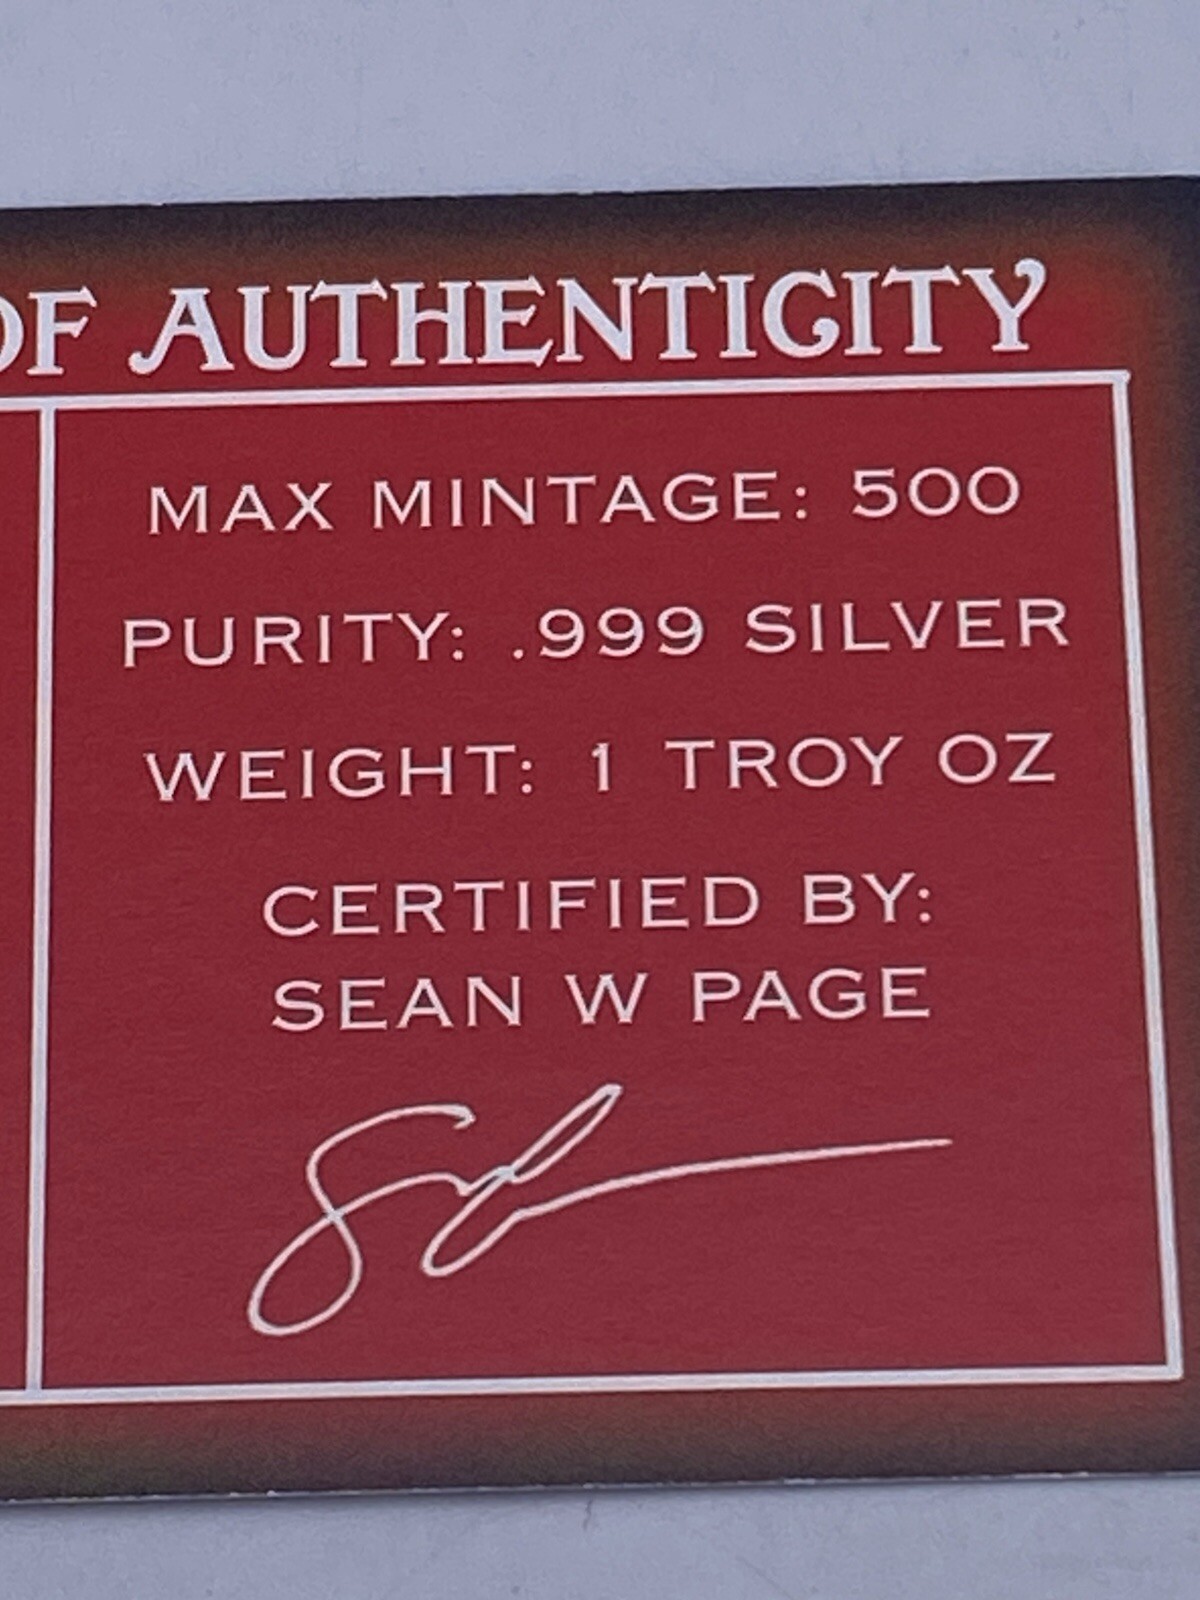 OF AUTHENTICITY
MAX MINTAGE: 500
PURITY: .999 SILVER
WEIGHT: 1 TROY OZ
CERTIFIED BY:
SEAN W PAGE